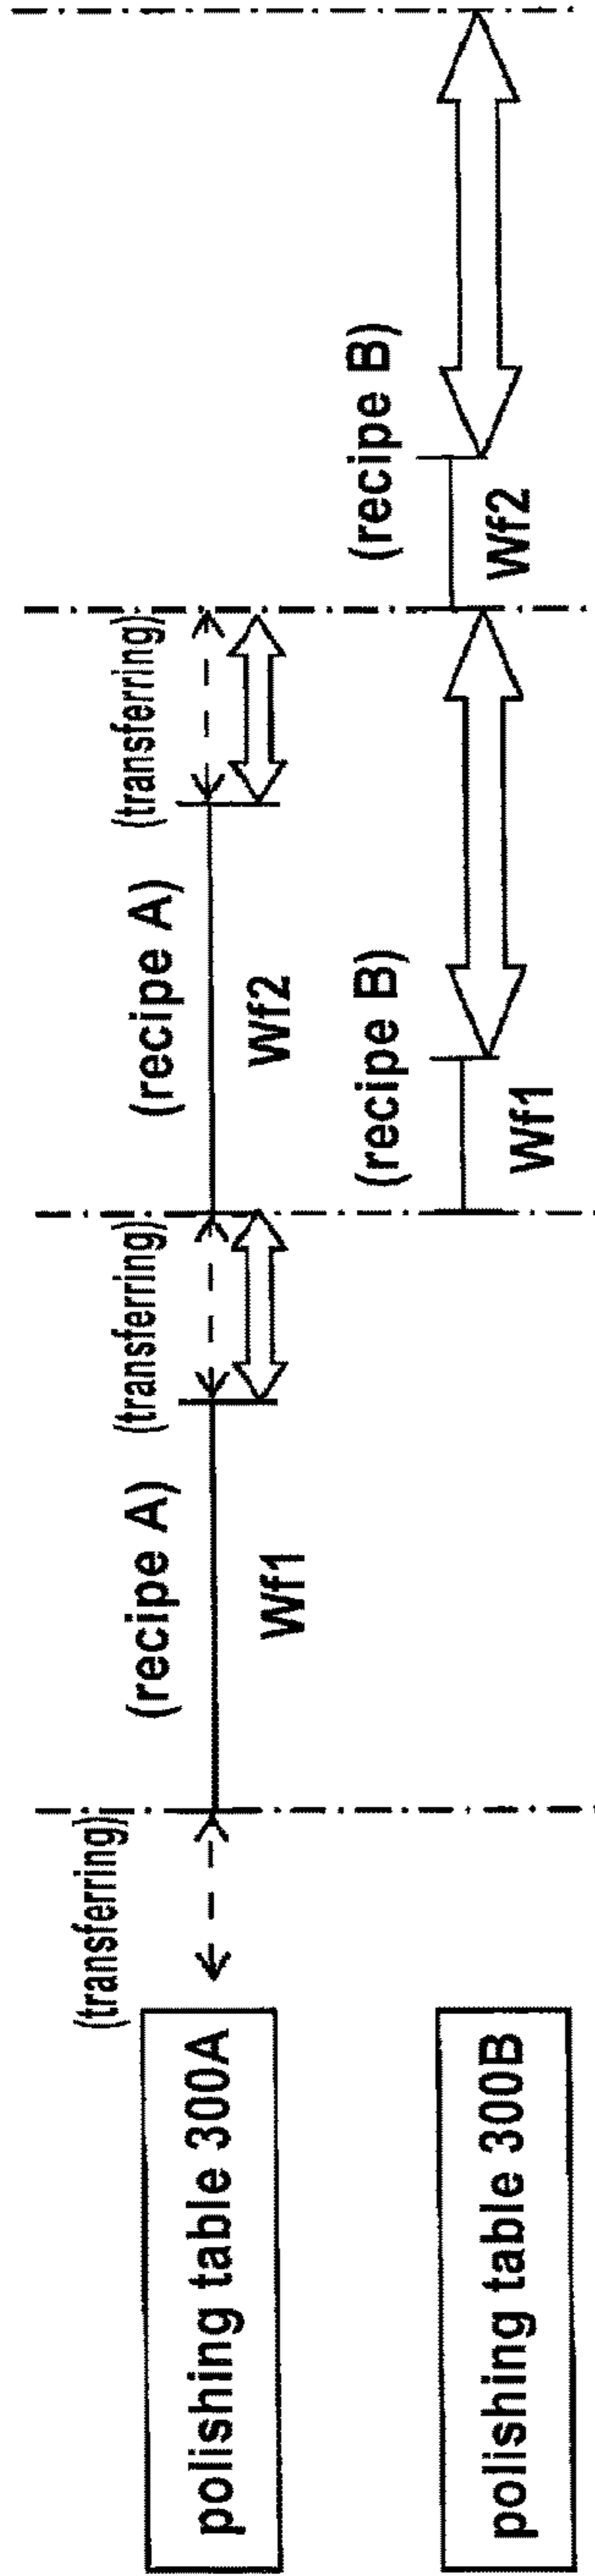 polishing table 300A
(transferring)
(recipe A)
Wf1
(transferring)
(recipe A)
Wf2
(transferring)
polishing table 300B
(recipe B)
Wf1
(recipe B)
Wf2